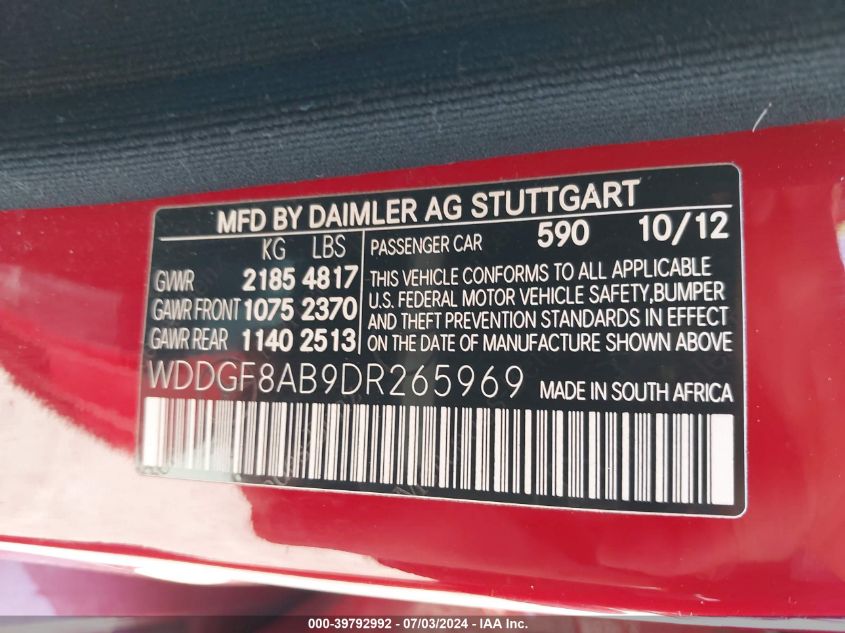 MFD BY DAIMLER AG STUTTGART
KG LBS
GVWR 2185 4817
GAWR FRONT 1075 2370
GAWR REAR 1140 2513
PASSENGER CAR 590 10/12
THIS VEHICLE CONFORMS TO ALL APPLICABLE
U.S. FEDERAL MOTOR VEHICLE SAFETY, BUMPER
AND THEFT PREVENTION STANDARDS IN EFFECT
ON THE DATE OF MANUFACTURE SHOWN ABOVE
WDDGF8AB9DR265969 MADE IN SOUTH AFRICA
000-39792992 - 07/03/2024 - IAA Inc.